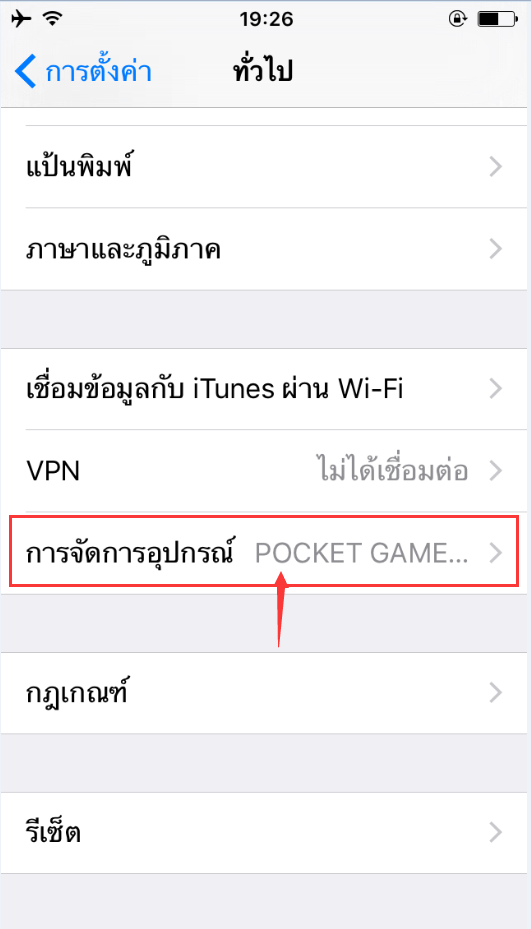 19:26
การตั้งค่า ทั่วไป
แป้นพิมพ์
ภาษาและภูมิภาค
เชื่อมข้อมูลกับ iTunes ผ่าน Wi-Fi
VPN ไม่ได้เชื่อมต่อ
การจัดการอุปกรณ์ POCKET GAME...
กฎเกณฑ์
รีเซ็ต